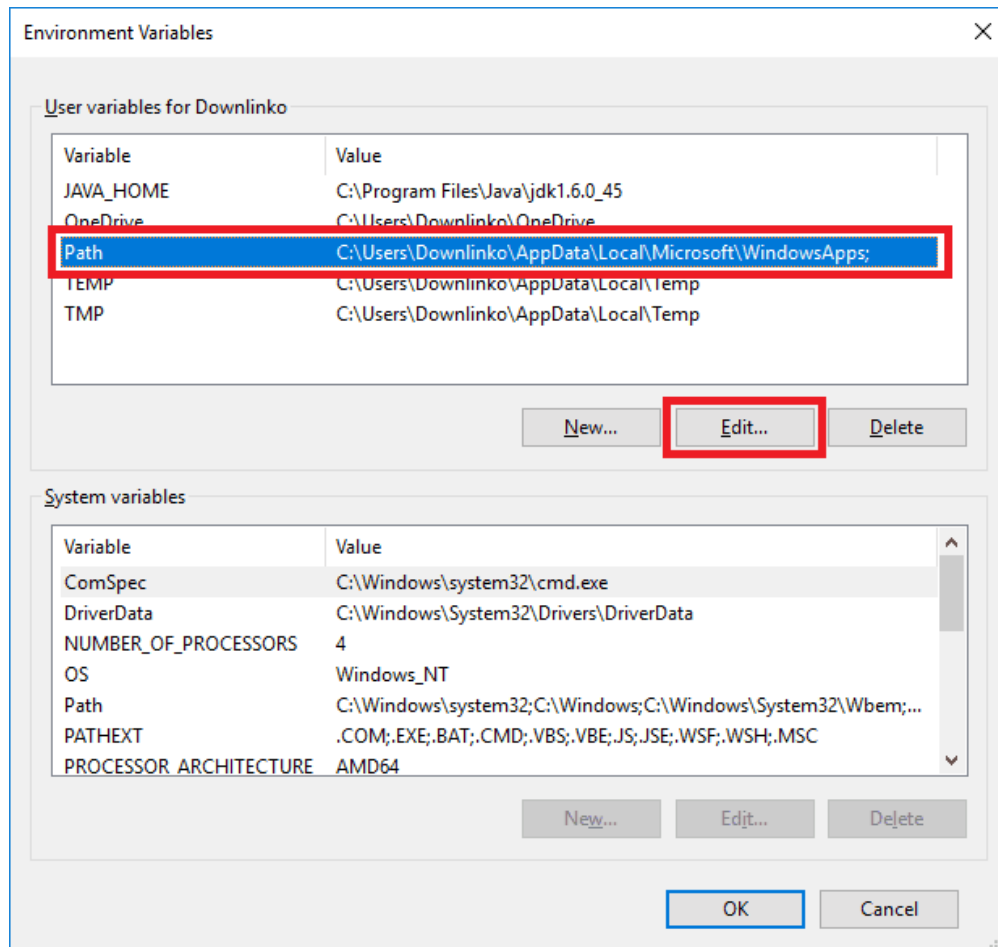 Environment Variables
User variables for Downlinko
Variable Value
JAVA_HOME C:\Program Files\Java\jdk1.6.0_45
OneDrive C:\Users\Downlinko\OneDrive
Path C:\Users\Downlinko\AppData\Local\Microsoft\WindowsApps;
TEMP C:\Users\Downlinko\AppData\Local\Temp
TMP C:\Users\Downlinko\AppData\Local\Temp
New... Edit... Delete
System variables
Variable Value
ComSpec C:\Windows\system32\cmd.exe
DriverData C:\Windows\System32\Drivers\DriverData
NUMBER_OF_PROCESSORS 4
OS Windows_NT
Path C:\Windows\system32;C:\Windows;C:\Windows\System32\Wbem;...
PATHEXT .COM;.EXE;.BAT;.CMD;.VBS;.VBE;.JS;.JSE;.WSF;.WSH;.MSC
PROCESSOR_ARCHITECTURE AMD64
New... Edit... Delete
OK Cancel